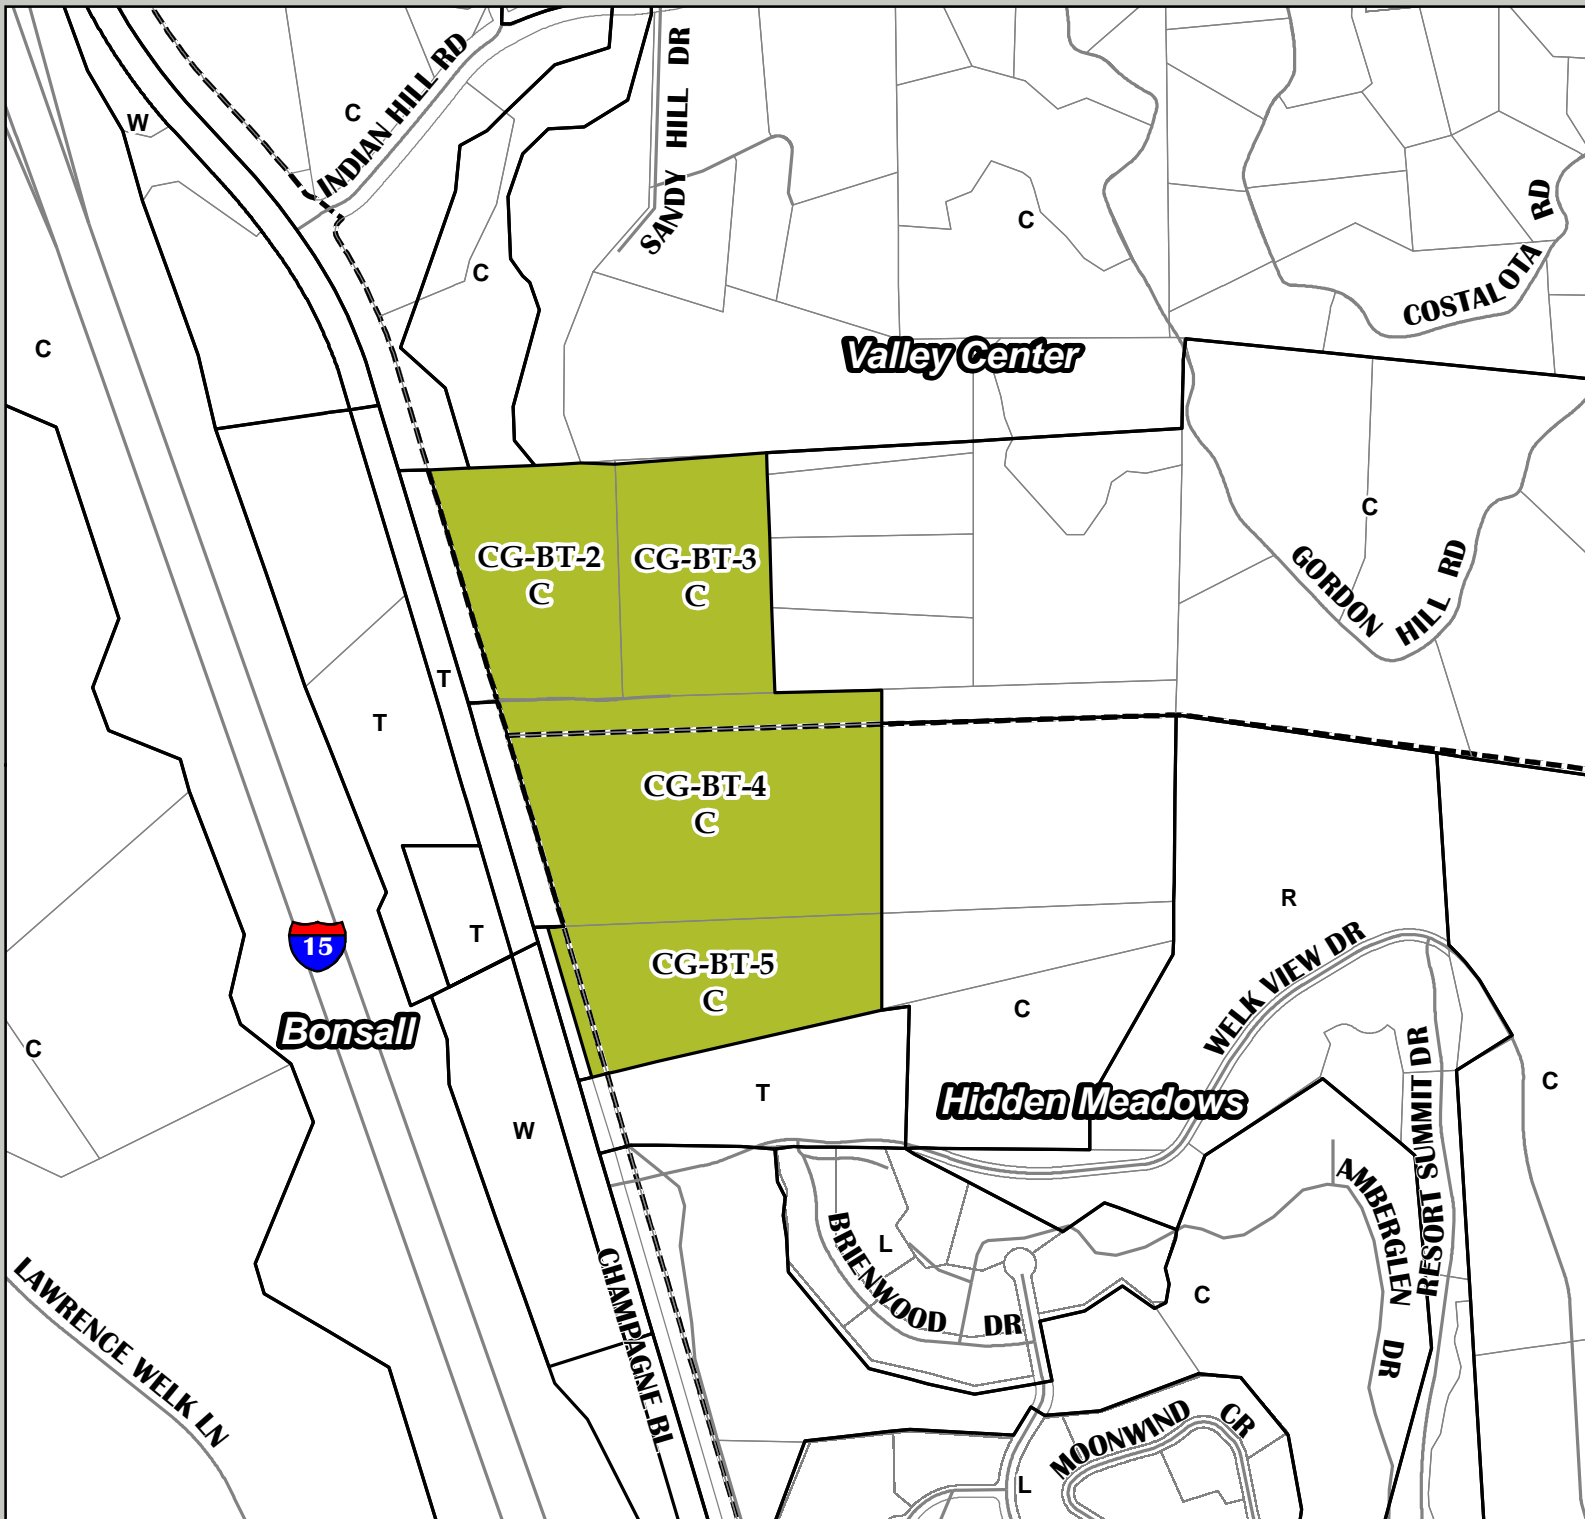 SANDY HILL DR
INDIAN HILL RD
C
W
COSTALOTA RD
C
C
C
Valley Center
C
GORDON HILL RD
CG-BT-2
C
CG-BT-3
C
T
T
CG-BT-4
C
R
T
15
WELK VIEW DR
CG-BT-5
C
C
Bonsall
C
Hidden Meadows
T
C
W
RESORT SUMMIT DR
AMBERGLEN DR
BRIENWOOD DR
L
C
LAWRENCE WELK LN
CHAMPAGNE BL
MOONWIND CR
L